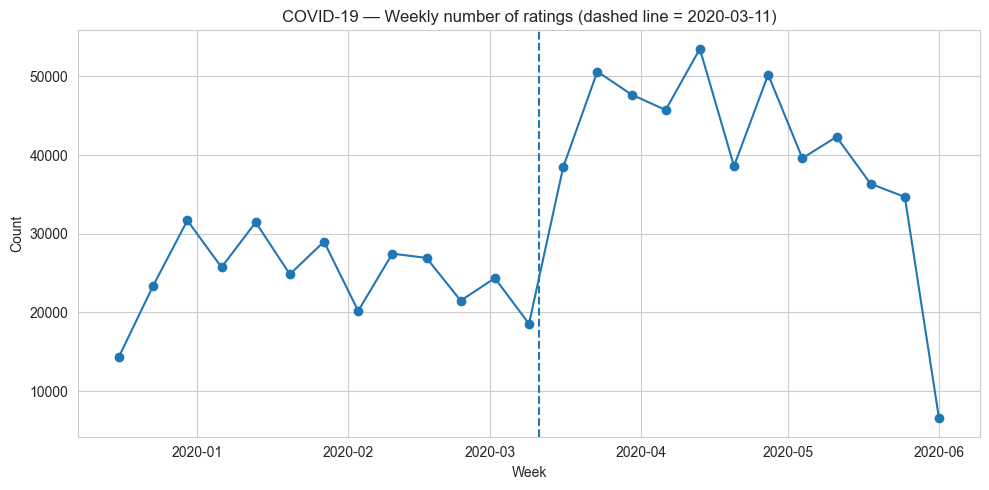 COVID-19 — Weekly number of ratings (dashed line = 2020-03-11)
50000
40000
30000
20000
10000
Count
2020-01 2020-02 2020-03 2020-04 2020-05 2020-06
Week